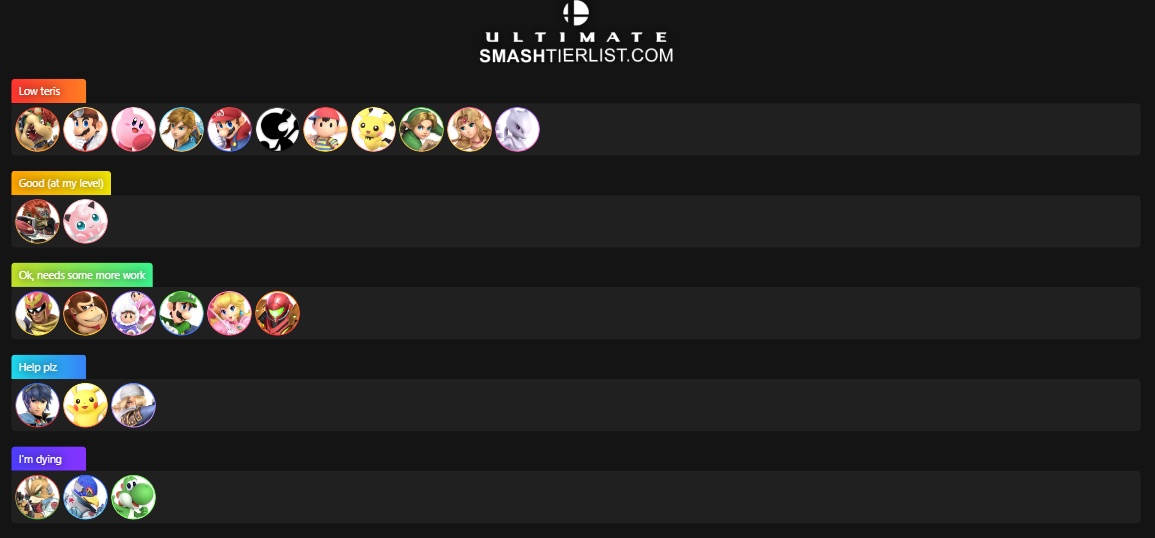 ULTIMATE
SMASHTIERLIST.COM
Low teris
Good (at my level)
Ok, needs some more work
Help plz
I'm dying